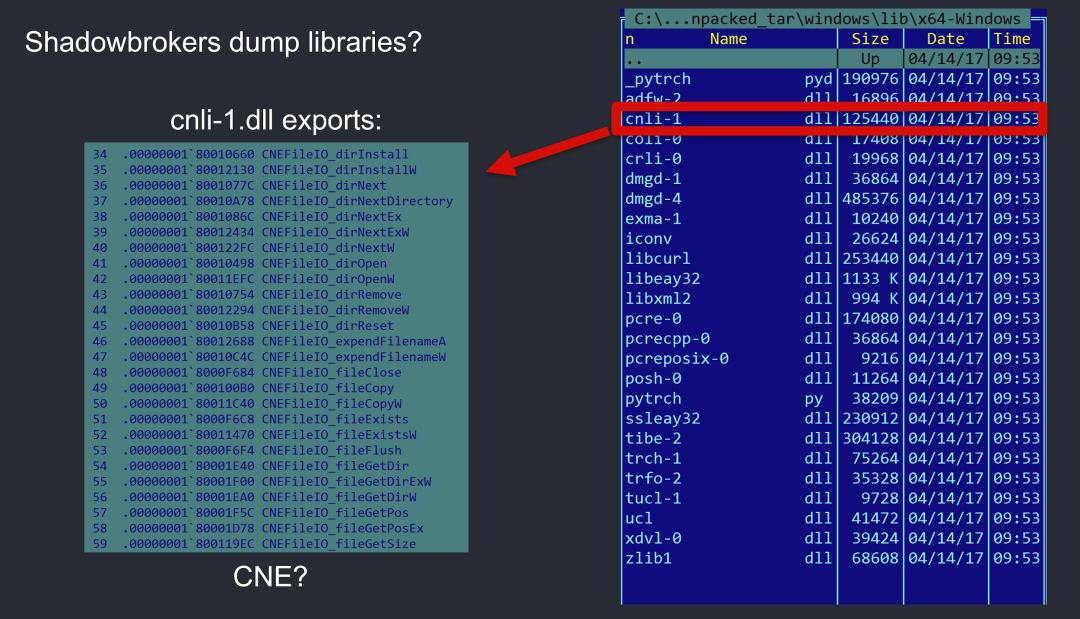 Shadowbrokers dump libraries?
cnli-1.dll exports:
34 .00000001`80010660 CNEFileIO_dirInstall
35 .00000001`80012130 CNEFileIO_dirInstallW
36 .00000001`8001077C CNEFileIO_dirNext
37 .00000001`80010A78 CNEFileIO_dirNextDirectory
38 .00000001`8001086C CNEFileIO_dirNextEx
39 .00000001`80012434 CNEFileIO_dirNextExW
40 .00000001`800122FC CNEFileIO_dirNextW
41 .00000001`80010498 CNEFileIO_dirOpen
42 .00000001`80011EFC CNEFileIO_dirOpenW
43 .00000001`80010754 CNEFileIO_dirRemove
44 .00000001`80012294 CNEFileIO_dirRemoveW
45 .00000001`80010B58 CNEFileIO_dirReset
46 .00000001`80012688 CNEFileIO_expendFilenameA
47 .00000001`80010C4C CNEFileIO_expendFilenameW
48 .00000001`8000F684 CNEFileIO_fileClose
49 .00000001`800100B0 CNEFileIO_fileCopy
50 .00000001`80011C40 CNEFileIO_fileCopyW
51 .00000001`8000F6C8 CNEFileIO_fileExists
52 .00000001`80011470 CNEFileIO_fileExistsW
53 .00000001`8000F6F4 CNEFileIO_fileFlush
54 .00000001`80001E40 CNEFileIO_fileGetDir
55 .00000001`80001F00 CNEFileIO_fileGetDirExW
56 .00000001`80001EA0 CNEFileIO_fileGetDirW
57 .00000001`80001F5C CNEFileIO_fileGetPos
58 .00000001`80001D78 CNEFileIO_fileGetPosEx
59 .00000001`800119EC CNEFileIO_fileGetSize
CNE?
C:\...npacked_tar\windows\lib\x64-Windows
n Name Size Date Time
.. Up 04/14/17 09:53
_pytrch pyd 190976 04/14/17 09:53
adfw-2 dll 16896 04/14/17 09:53
cnli-1 dll 125440 04/14/17 09:53
coli-0 dll 17408 04/14/17 09:53
crli-0 dll 19968 04/14/17 09:53
dmgd-1 dll 36864 04/14/17 09:53
dmgd-4 dll 485376 04/14/17 09:53
exma-1 dll 10240 04/14/17 09:53
iconv dll 26624 04/14/17 09:53
libcurl dll 253440 04/14/17 09:53
libeay32 dll 1133 K 04/14/17 09:53
libxml2 dll 994 K 04/14/17 09:53
pcre-0 dll 174080 04/14/17 09:53
pcrecpp-0 dll 36864 04/14/17 09:53
pcreposix-0 dll 9216 04/14/17 09:53
posh-0 dll 11264 04/14/17 09:53
pytrch py 38209 04/14/17 09:53
ssleay32 dll 230912 04/14/17 09:53
tibe-2 dll 304128 04/14/17 09:53
trch-1 dll 75264 04/14/17 09:53
trfo-2 dll 35328 04/14/17 09:53
tucl-1 dll 9728 04/14/17 09:53
ucl dll 41472 04/14/17 09:53
xdvl-0 dll 39424 04/14/17 09:53
zlib1 dll 68608 04/14/17 09:53